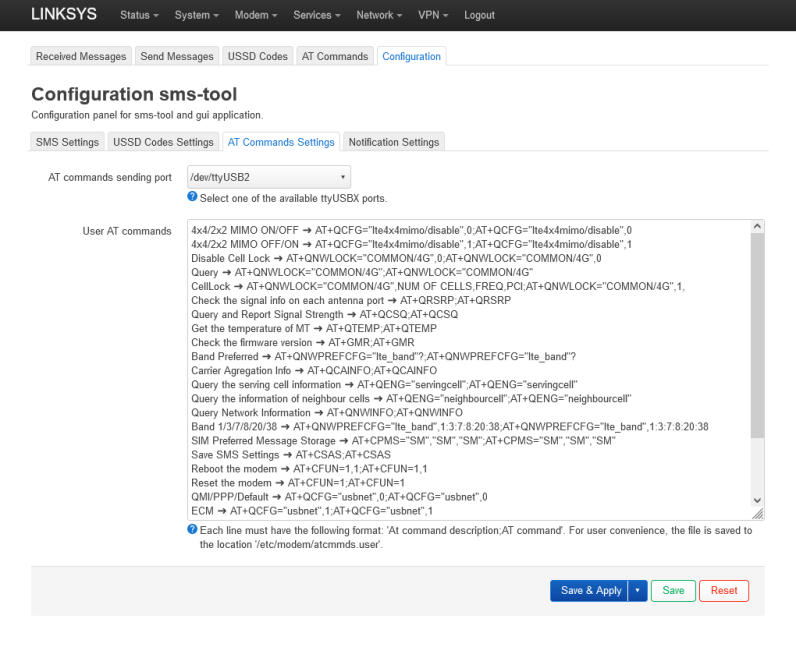 LINKSYS Status System Modem Services Network VPN Logout
Received Messages Send Messages USSD Codes AT Commands Configuration
Configuration sms-tool
Configuration panel for sms-tool and gui application.
SMS Settings USSD Codes Settings AT Commands Settings Notification Settings
AT commands sending port /dev/ttyUSB2
Select one of the available ttyUSBX ports.
User AT commands
4x4/2x2 MIMO ON/OFF ➔ AT+QCFG="lte4x4mimo/disable",0;AT+QCFG="lte4x4mimo/disable",0
4x4/2x2 MIMO OFF/ON ➔ AT+QCFG="lte4x4mimo/disable",1;AT+QCFG="lte4x4mimo/disable",1
Disable Cell Lock ➔ AT+QNWLOCK="COMMON/4G",0;AT+QNWLOCK="COMMON/4G",0
Query ➔ AT+QNWLOCK="COMMON/4G";AT+QNWLOCK="COMMON/4G"
CellLock ➔ AT+QNWLOCK="COMMON/4G",NUM OF CELLS,FREQ,PCI;AT+QNWLOCK="COMMON/4G",1,
Check the signal info on each antenna port ➔ AT+QRSRP;AT+QRSRP
Query and Report Signal Strength ➔ AT+QCSQ;AT+QCSQ
Get the temperature of MT ➔ AT+QTEMP;AT+QTEMP
Check the firmware version ➔ AT+GMR;AT+GMR
Band Preferred ➔ AT+QNWPREFCFG="lte_band"?;AT+QNWPREFCFG="lte_band"?
Carrier Agregation Info ➔ AT+QCAINFO;AT+QCAINFO
Query the serving cell information ➔ AT+QENG="servingcell";AT+QENG="servingcell"
Query the information of neighbour cells ➔ AT+QENG="neighbourcell";AT+QENG="neighbourcell"
Query Network Information ➔ AT+QNWINFO;AT+QNWINFO
Band 1/3/7/8/20/38 ➔ AT+QNWPREFCFG="lte_band",1:3:7:8:20:38;AT+QNWPREFCFG="lte_band",1:3:7:8:20:38
SIM Preferred Message Storage ➔ AT+CPMS="SM","SM","SM";AT+CPMS="SM","SM","SM"
Save SMS Settings ➔ AT+CSAS;AT+CSAS
Reboot the modem ➔ AT+CFUN=1,1;AT+CFUN=1,1
Reset the modem ➔ AT+CFUN=1;AT+CFUN=1
QMI/PPP/Default ➔ AT+QCFG="usbnet",0;AT+QCFG="usbnet",0
ECM ➔ AT+QCFG="usbnet",1;AT+QCFG="usbnet",1
Each line must have the following format: 'At command description;AT command'. For user convenience, the file is saved to
the location '/etc/modem/atcmmds.user'.
Save & Apply Save Reset